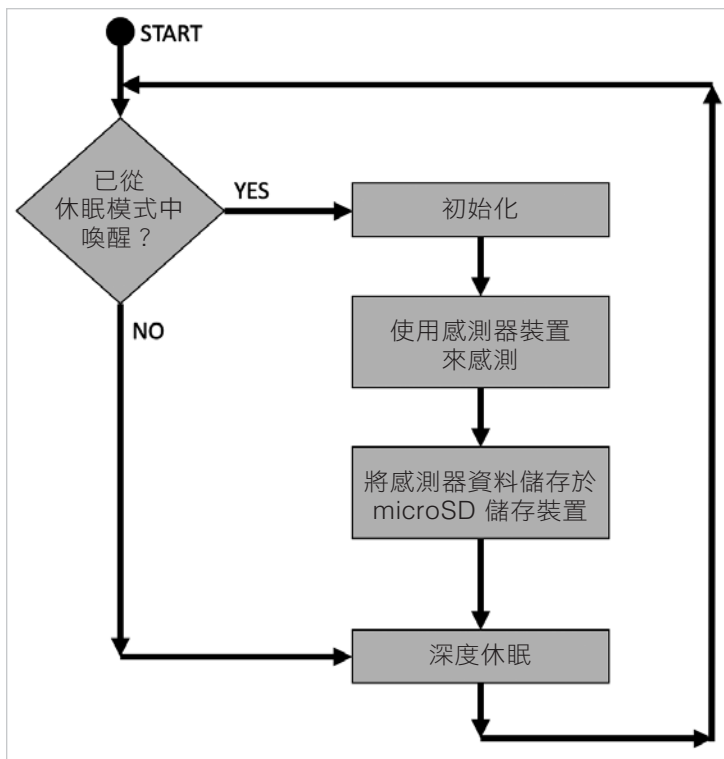 START
已從
休眠模式中
喚醒？
YES
初始化
NO
使用感測器裝置
來感測
將感測器資料儲存於
microSD 儲存裝置
深度休眠